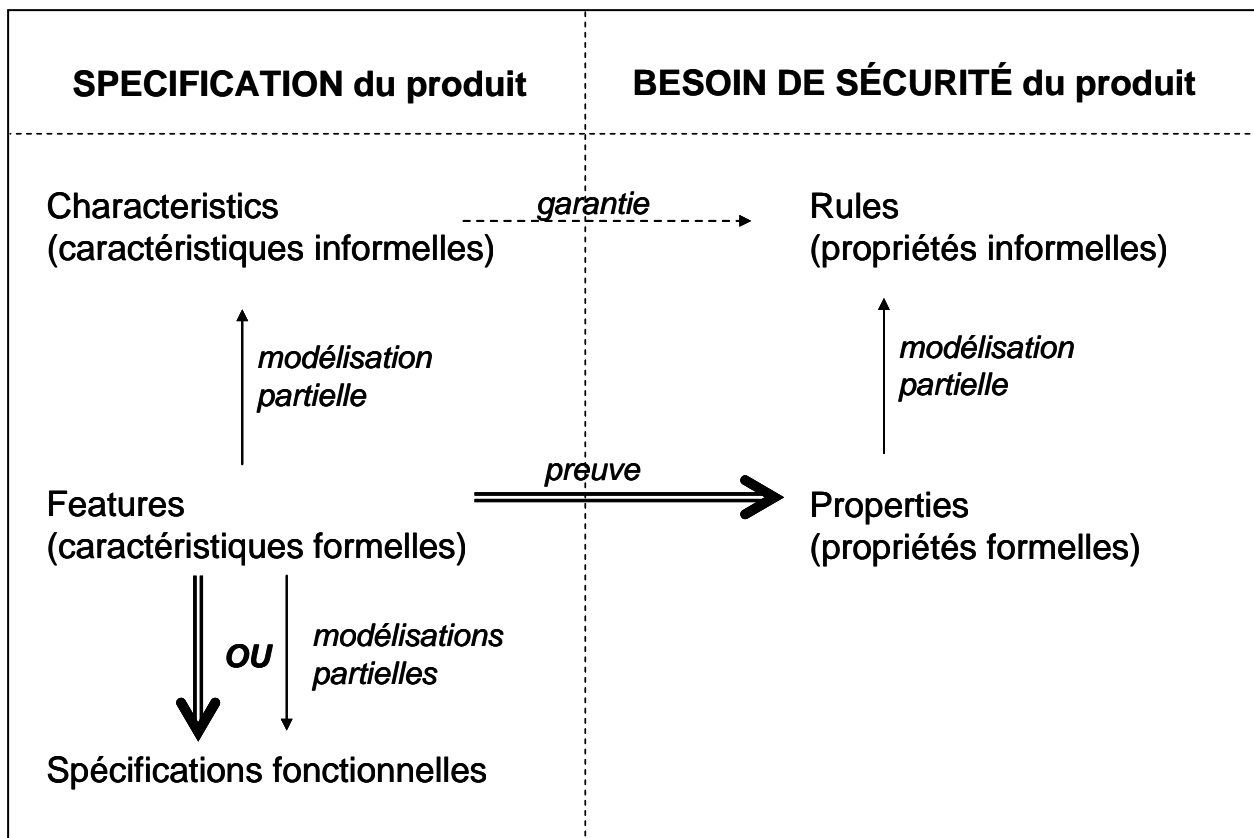 SPECIFICATION du produit
BESOIN DE SÉCURITÉ du produit
Characteristics
(caractéristiques informelles)
garantie
Rules
(propriétés informelles)
modélisation
partielle
modélisation
partielle
Features
(caractéristiques formelles)
preuve
Properties
(propriétés formelles)
OU
modélisations
partielles
Spécifications fonctionnelles